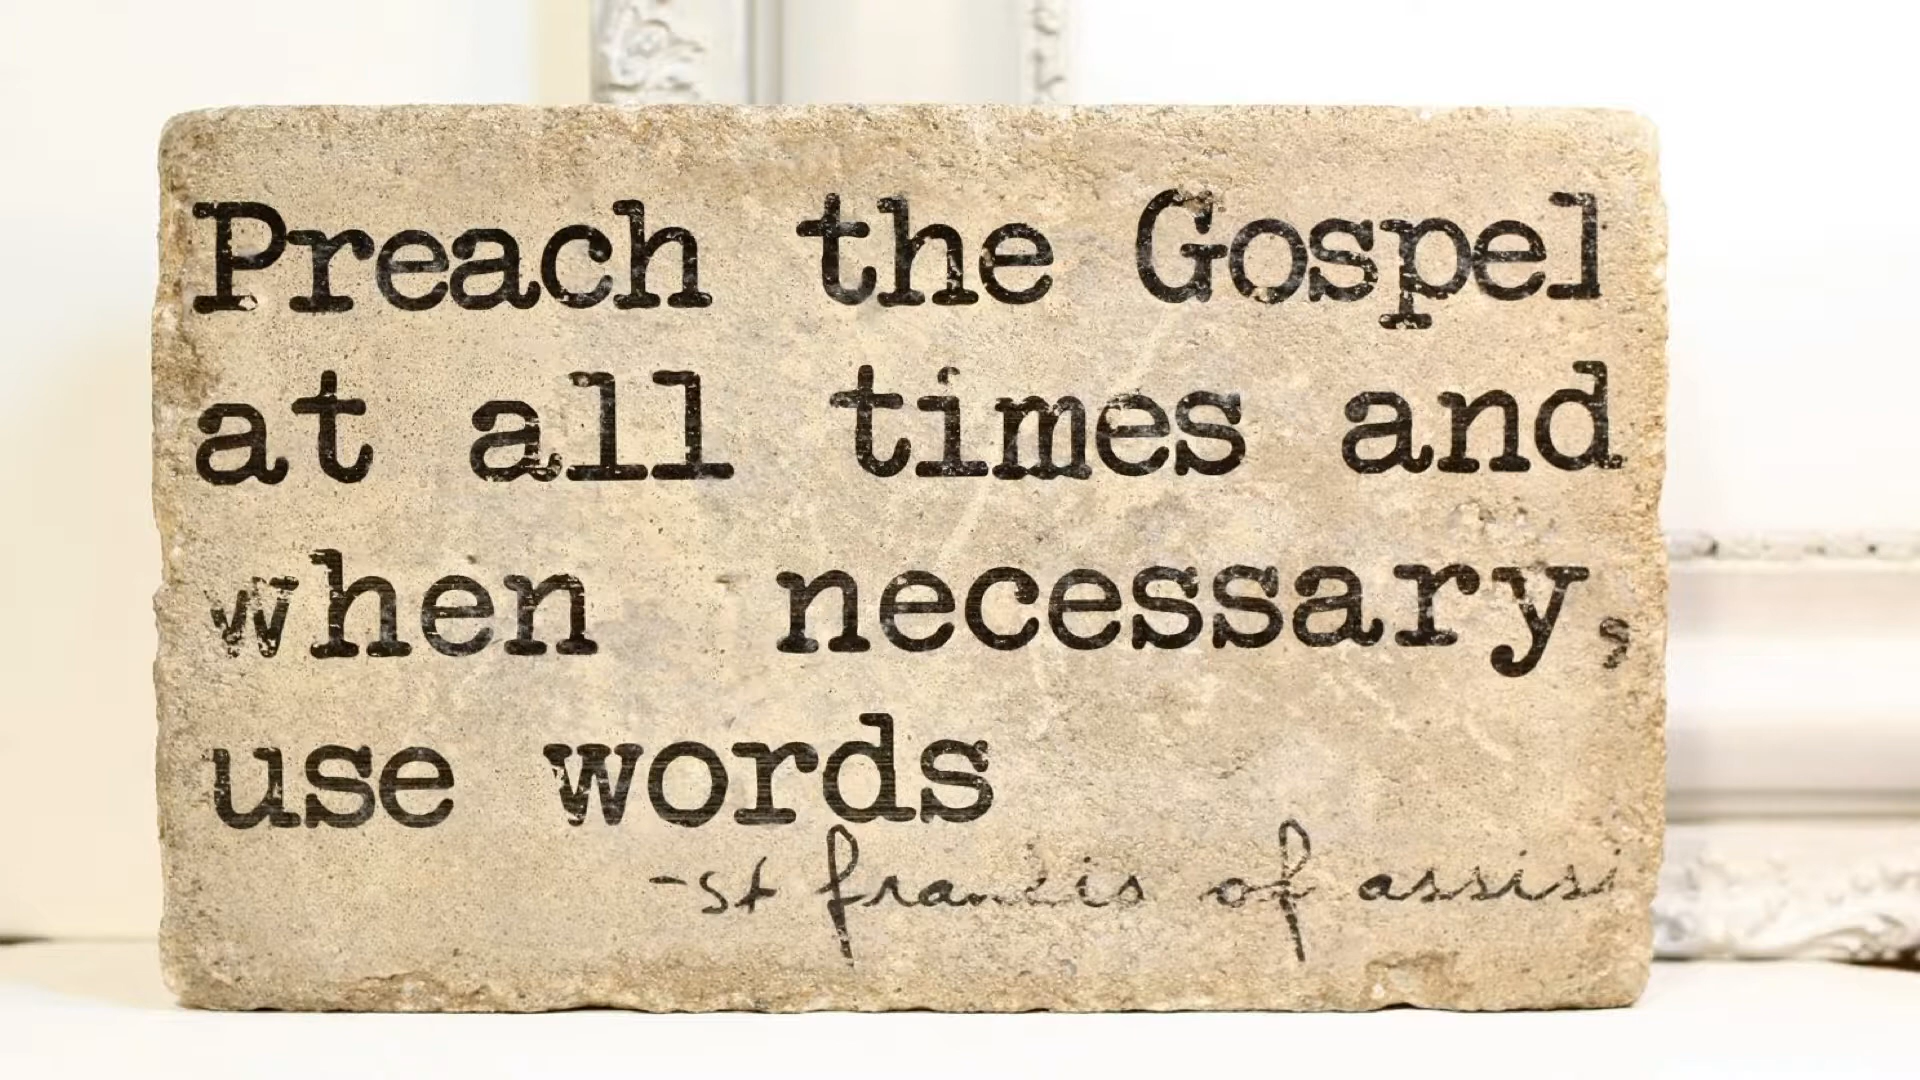 Preach the Gospel
at all times and
when necessary,
use words
-st francis of assisi